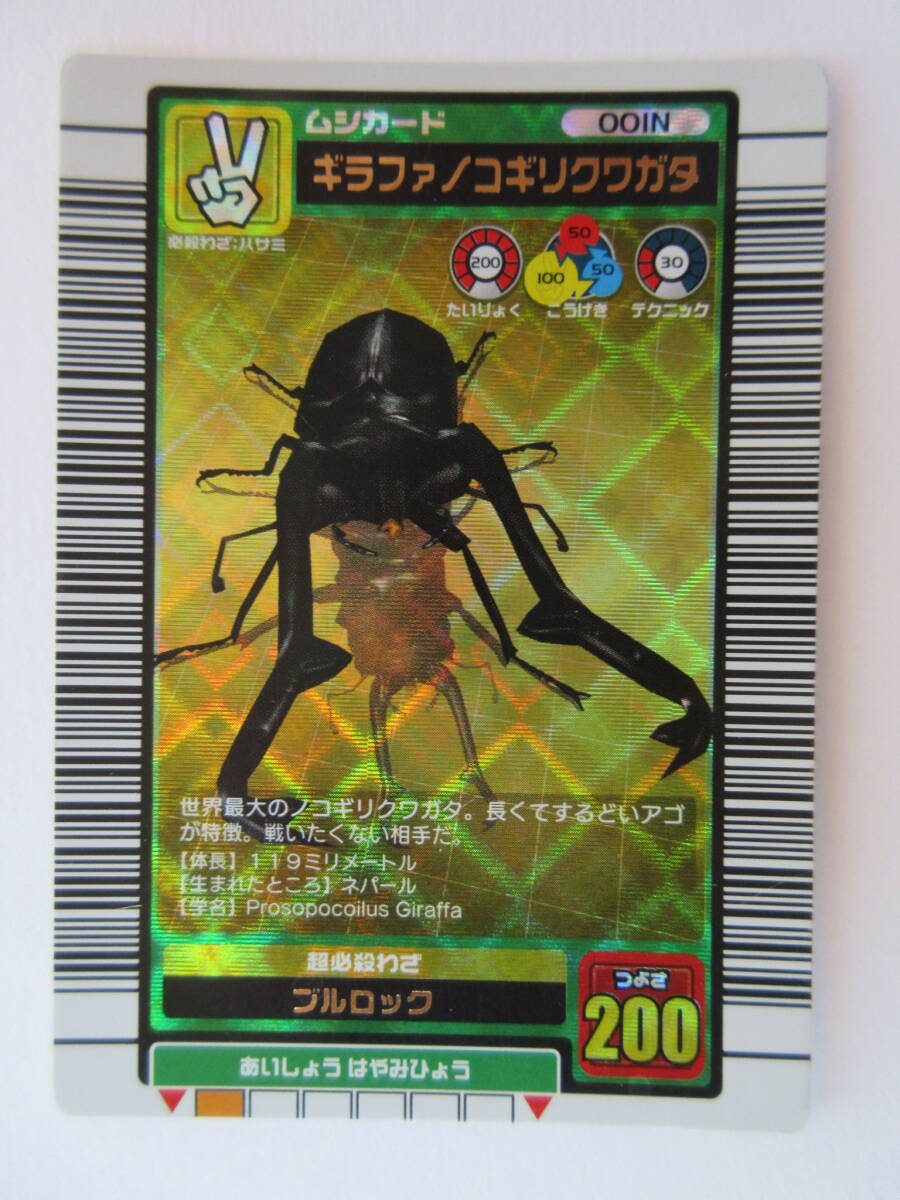 ムシカード
001N
ギラファノコギリクワガタ
必殺わざ:ハサミ
200
50
100
50
30
たいりょく
こうげき
テクニック
世界最大のノコギリクワガタ。長くてするどいアゴ
が特徴。戦いたくない相手だ。
【体長】119ミリメートル
【生まれたところ】ネパール
【学名】Prosopocoilus Giraffa
超必殺わざ
ブルロック
つよさ
200
あいしょう はやみひょう